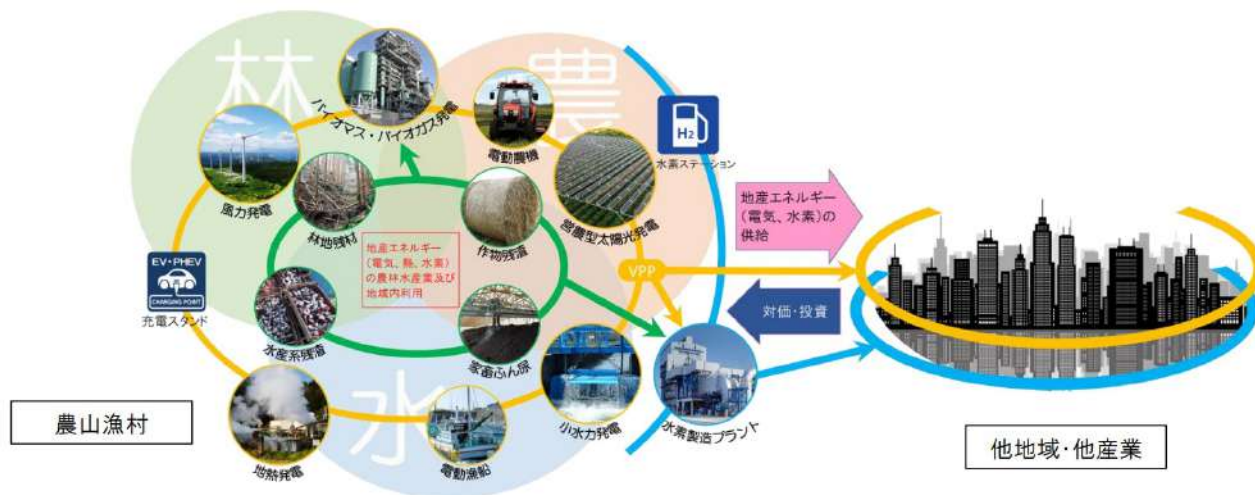 林
農
水
バイオマス・バイオガス発電
電動農機
営農型太陽光発電
風力発電
林地残材
作物残渣
地産エネルギー
(電気、熱、水素)
の農林水産業及び
地域内利用
EV・PHEV
CHARGING POINT
充電スタンド
水産系残渣
家畜ふん尿
地熱発電
電動漁船
小水力発電
VPP
H2
水素ステーション
水素製造プラント
地産エネルギー
(電気、水素)の
供給
対価・投資
農山漁村
他地域・他産業